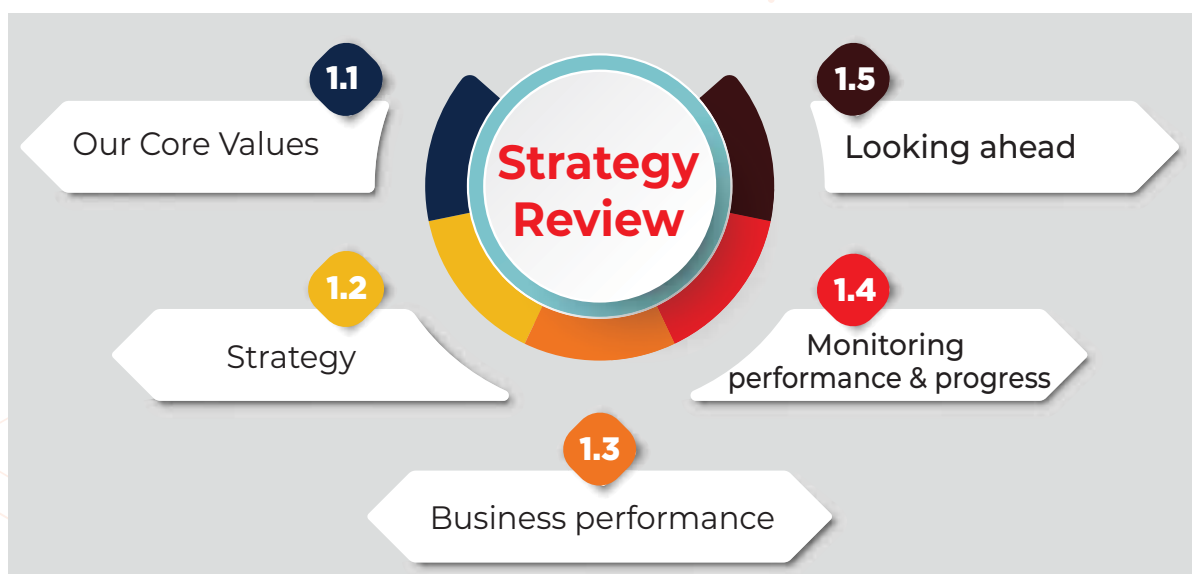 Strategy
Review
1.1
Our Core Values
1.2
Strategy
1.3
Business performance
1.4
Monitoring
performance & progress
1.5
Looking ahead